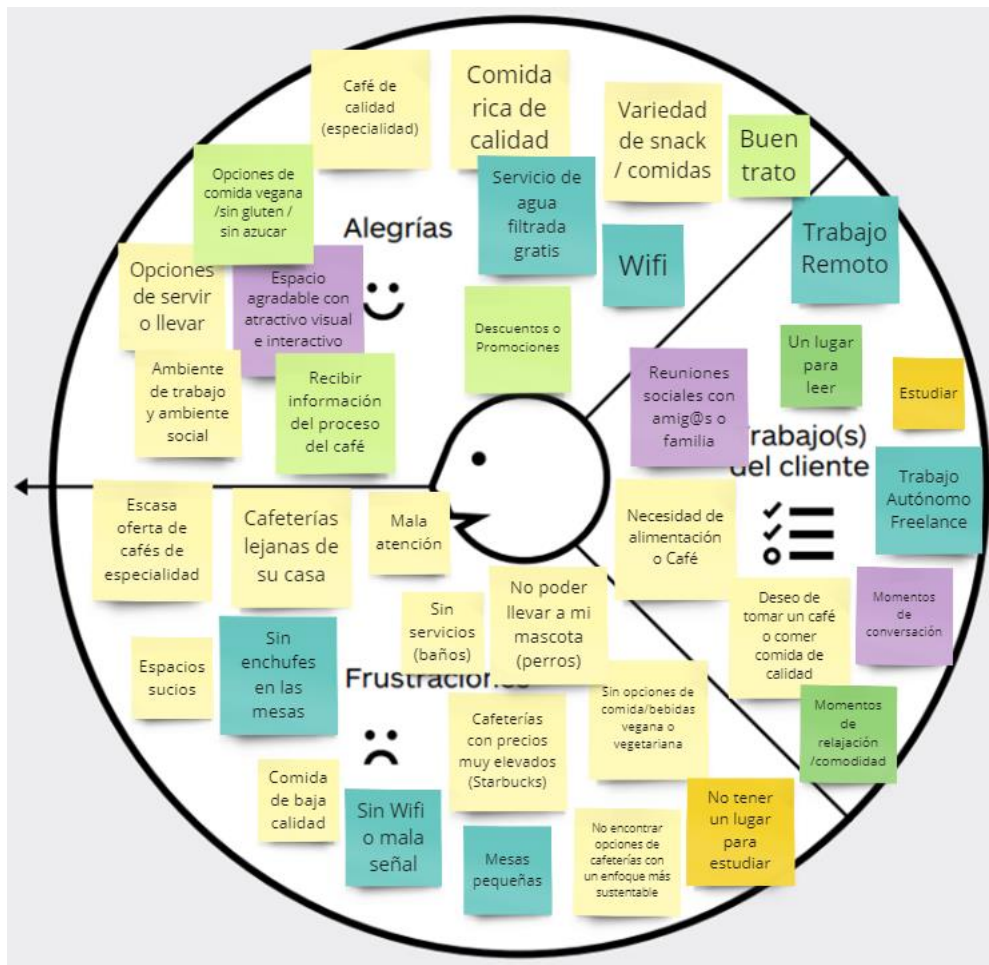 Café de
calidad
(especialidad)
Comida
rica de
calidad
Variedad
de snack
/ comidas
Buen
trato
Opciones de
comida vegana
/sin gluten /
sin azucar
Alegrías
Servicio de
agua
filtrada
gratis
Wifi
Opciones
de servir
o llevar
Espacio
agradable con
atractivo visual
e interactivo
Descuentos o
Promociones
Ambiente
de trabajo
y ambiente
social
Recibir
información
del proceso
del café
Trabajo
Remoto
Un lugar
para
leer
Estudiar
Reuniones
sociales con
amig@s o
familia
rabajo(s)
del cliente
Trabajo
Autónomo
Freelance
Necesidad de
alimentación
o Café
Deseo de
tomar un café
o comer
comida de
calidad
Momentos
de
conversación
Momentos
de
relajación
/comodidad
Escasa
oferta de
cafés de
especialidad
Cafeterías
lejanas de
su casa
Mala
atención
Sin
servicios
(baños)
No poder
llevar a mi
mascota
(perros)
Espacios
sucios
Sin
enchufes
en las
mesas
Frustraciones
Cafeterías
con precios
muy elevados
(Starbucks)
Sin opciones de
comida/bebidas
vegana o
vegetariana
Comida
de baja
calidad
Sin Wifi
o mala
señal
Mesas
pequeñas
No encontrar
opciones de
cafeterías con
un enfoque más
sustentable
No tener
un lugar
para
estudiar